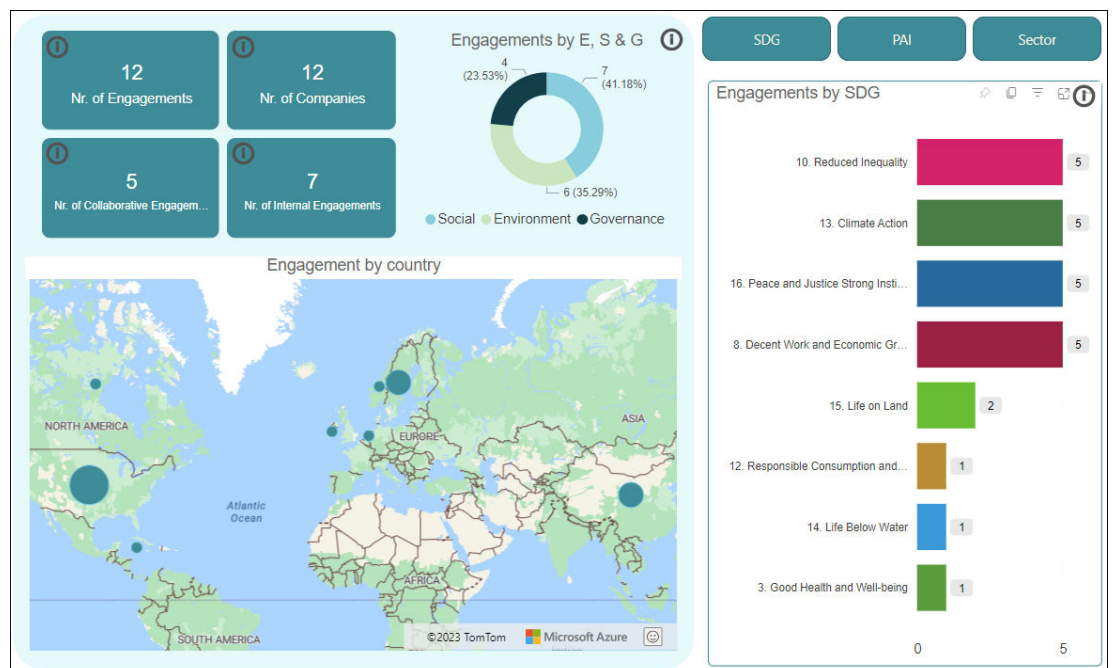 12
Nr. of Engagements
12
Nr. of Companies
5
Nr. of Collaborative Engagem...
7
Nr. of Internal Engagements
Engagements by E, S & G
4
(23.53%)
7
(41.18%)
6 (35.29%)
Social Environment Governance
Engagement by country
NORTH AMERICA
EUROPE
ASIA
Atlantic
Ocean
AFRICA
SOUTH AMERICA
©2023 TomTom
Microsoft Azure
Indian
SDG
PAI
Sector
Engagements by SDG
10. Reduced Inequality 5
13. Climate Action 5
16. Peace and Justice Strong Insti... 5
8. Decent Work and Economic Gr... 5
15. Life on Land 2
12. Responsible Consumption and... 1
14. Life Below Water 1
3. Good Health and Well-being 1
0 5